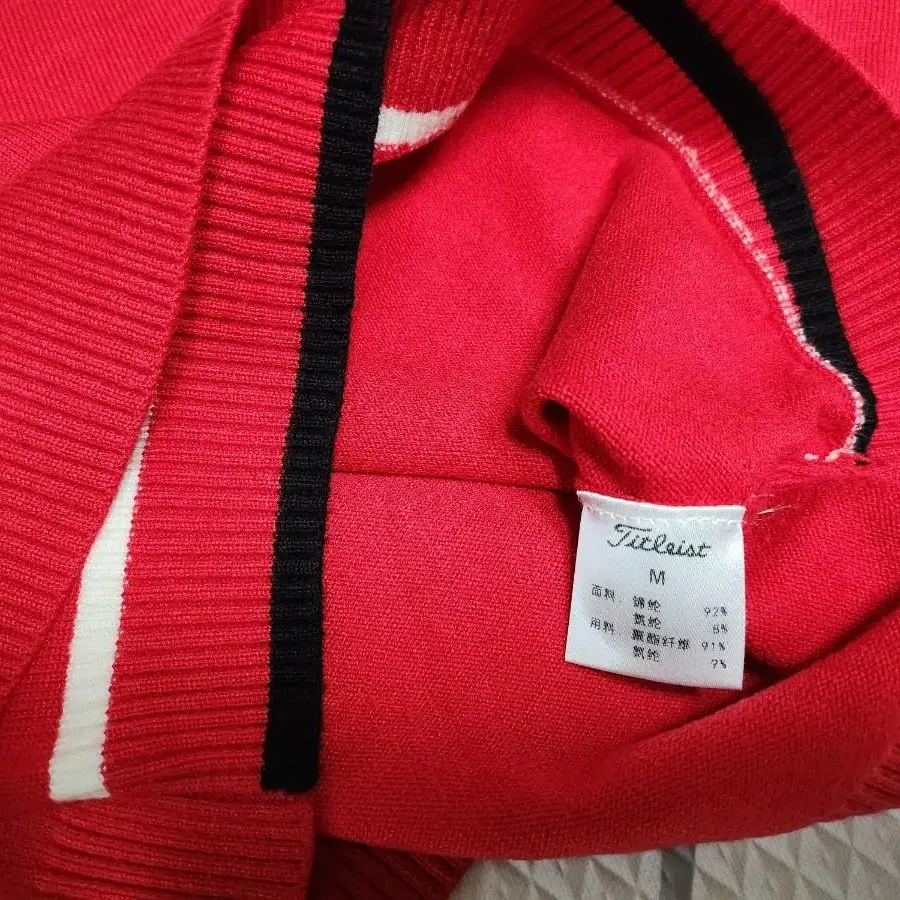 Titleist
M
面料: 锦纶 92%
氨纶 8%
用料: 聚酯纤维 91%
氨纶 9%